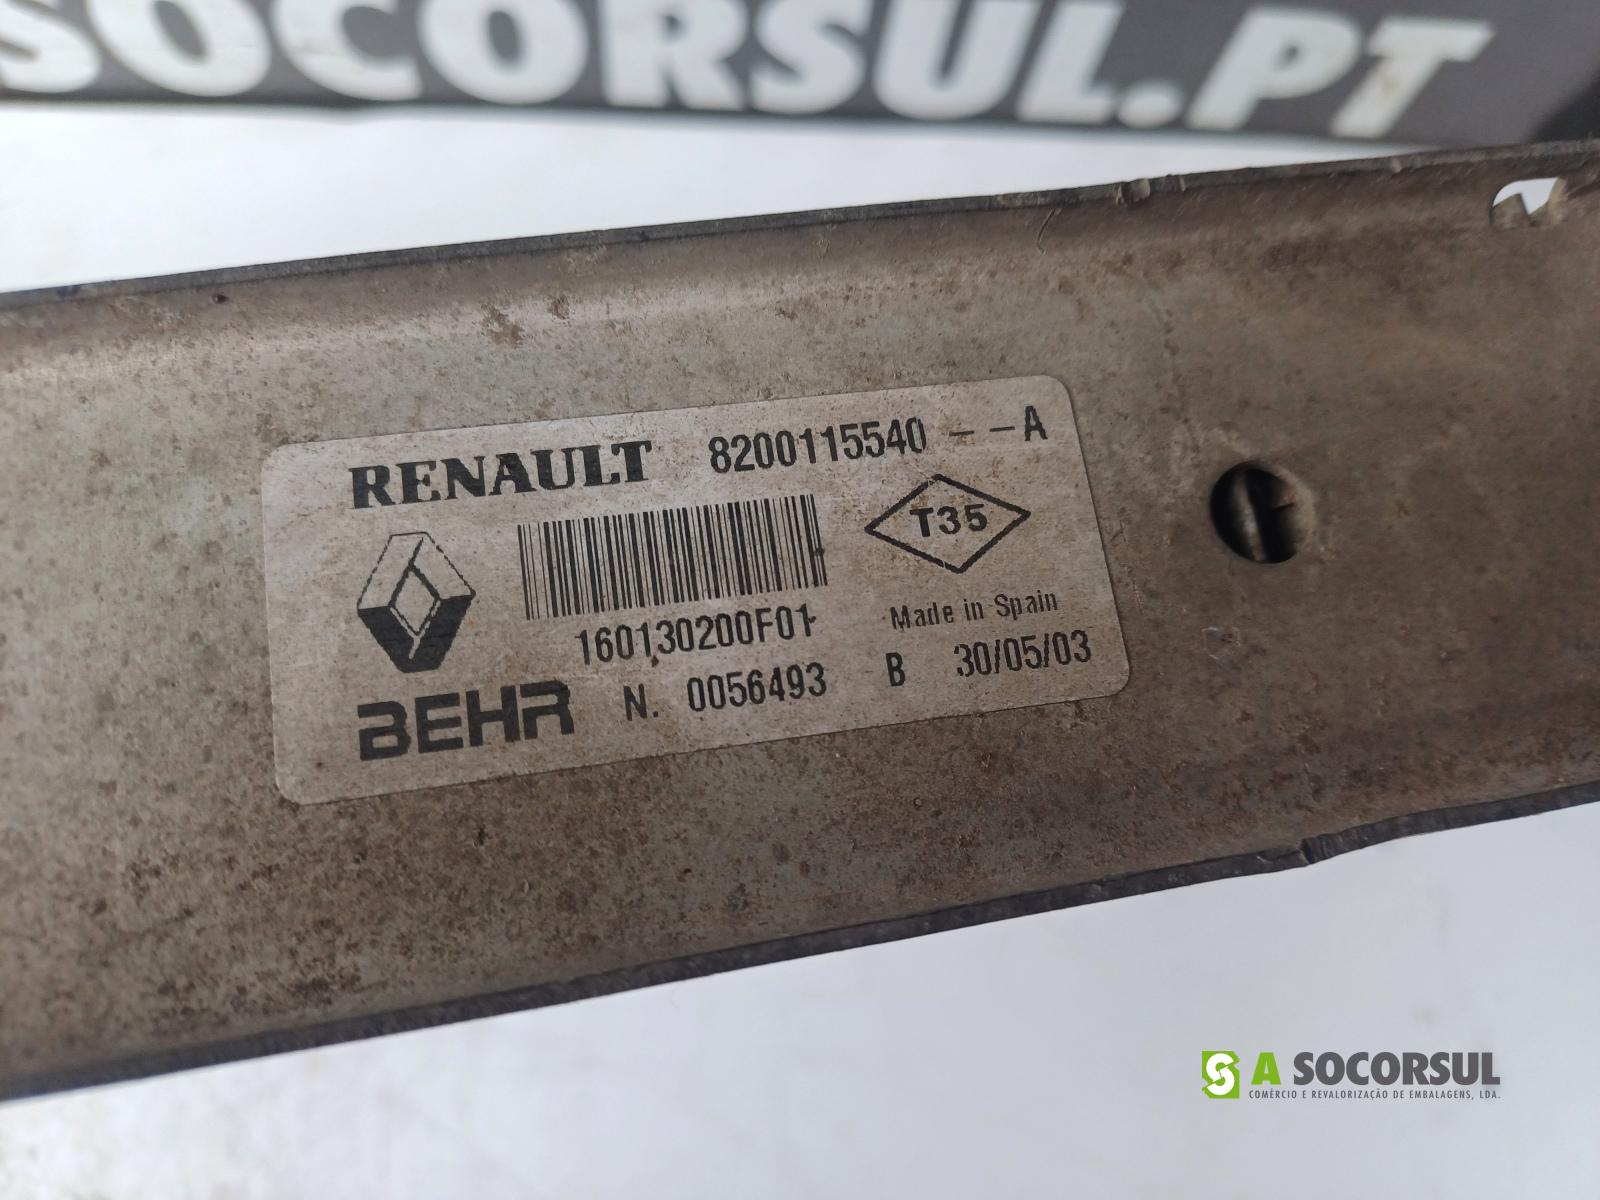 SOCORSUL.PT
RENAULT 8200115540 - - A
T35
160130200F01
Made in Spain
BEHR N. 0056493 B 30/05/03
S A SOCORSUL
COMÉRCIO E REVALORIZAÇÃO DE EMBALAGENS, LDA.